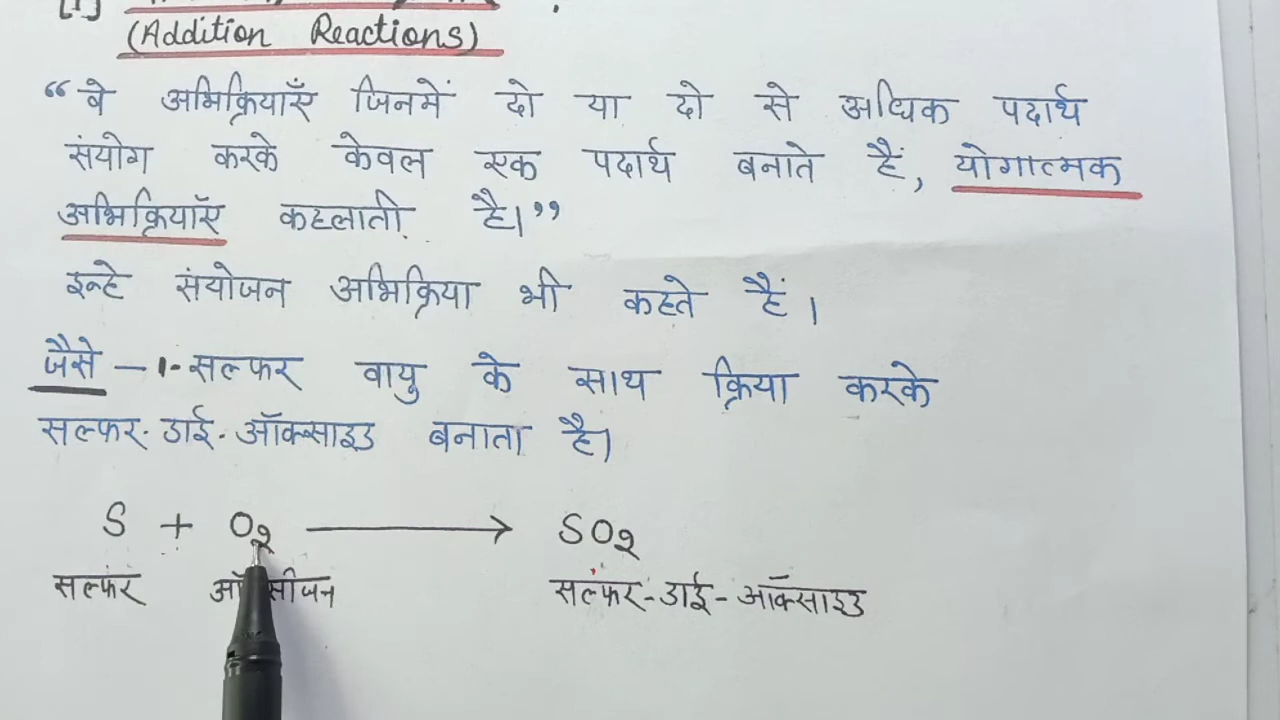 [1]
(Addition Reactions)
“ वे अभिक्रियाएँ जिनमें दो या दो से अधिक पदार्थ
संयोग करके केवल एक पदार्थ बनाते हैं, योगात्मक
अभिक्रियाएँ कहलाती है।”
इन्हे संयोजन अभिक्रिया भी कहते हैं ।
जैसे – 1. सल्फर वायु के साथ क्रिया करके
सल्फर. डाई. ऑक्साइड बनाता है।
S + O₂ ⟶ SO₂
सल्फर सल्फर-डाई-ऑक्साइड